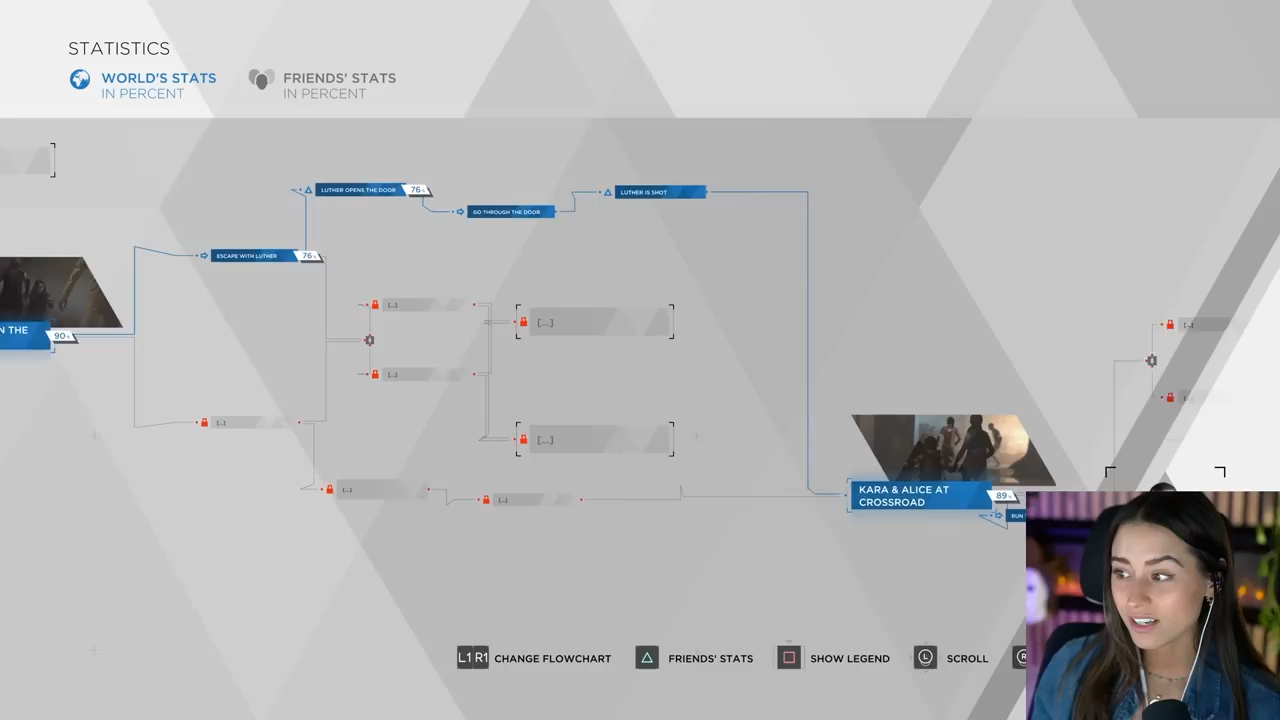 STATISTICS
WORLD'S STATS
IN PERCENT
FRIENDS' STATS
IN PERCENT
LUTHER OPENS THE DOOR 76%
LUTHER IS SHOT
GO THROUGH THE DOOR
ESCAPE WITH LUTHER 76%
[...]
[...]
[...]
N THE
90%
[...]
[...]
[...]
[...]
[...]
KARA & ALICE AT
CROSSROAD
89%
RUN
L1 R1 CHANGE FLOWCHART
FRIENDS' STATS
SHOW LEGEND
L SCROLL
R